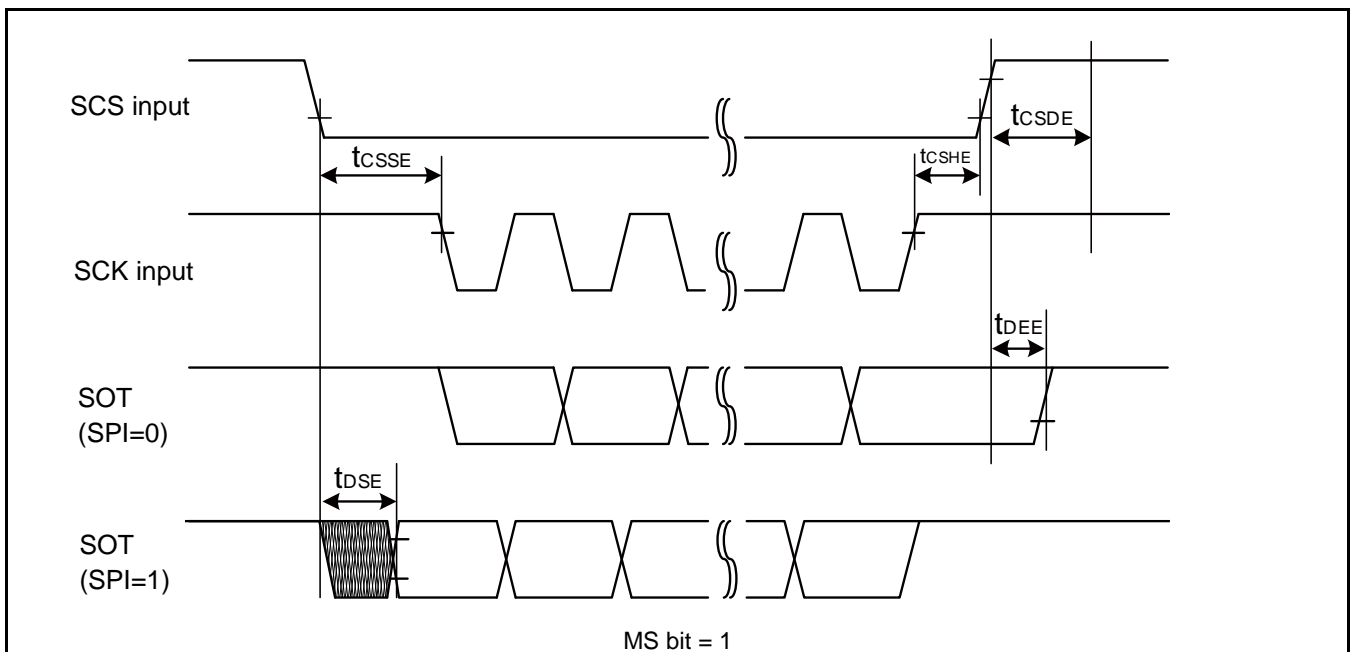 SCS input
tCSDE
tCSSE
tCSHE
SCK input
tDEE
SOT
(SPI=0)
tDSE
SOT
(SPI=1)
MS bit = 1